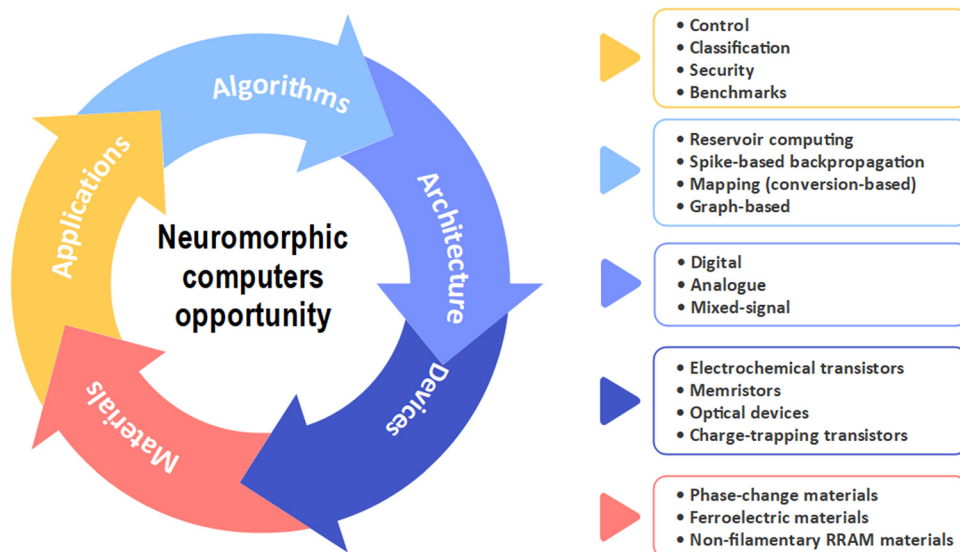 Algorithms
Architecture
Devices
Materials
Applications
Neuromorphic
computers
opportunity
• Control
• Classification
• Security
• Benchmarks
• Reservoir computing
• Spike-based backpropagation
• Mapping (conversion-based)
• Graph-based
• Digital
• Analogue
• Mixed-signal
• Electrochemical transistors
• Memristors
• Optical devices
• Charge-trapping transistors
• Phase-change materials
• Ferroelectric materials
• Non-filamentary RRAM materials